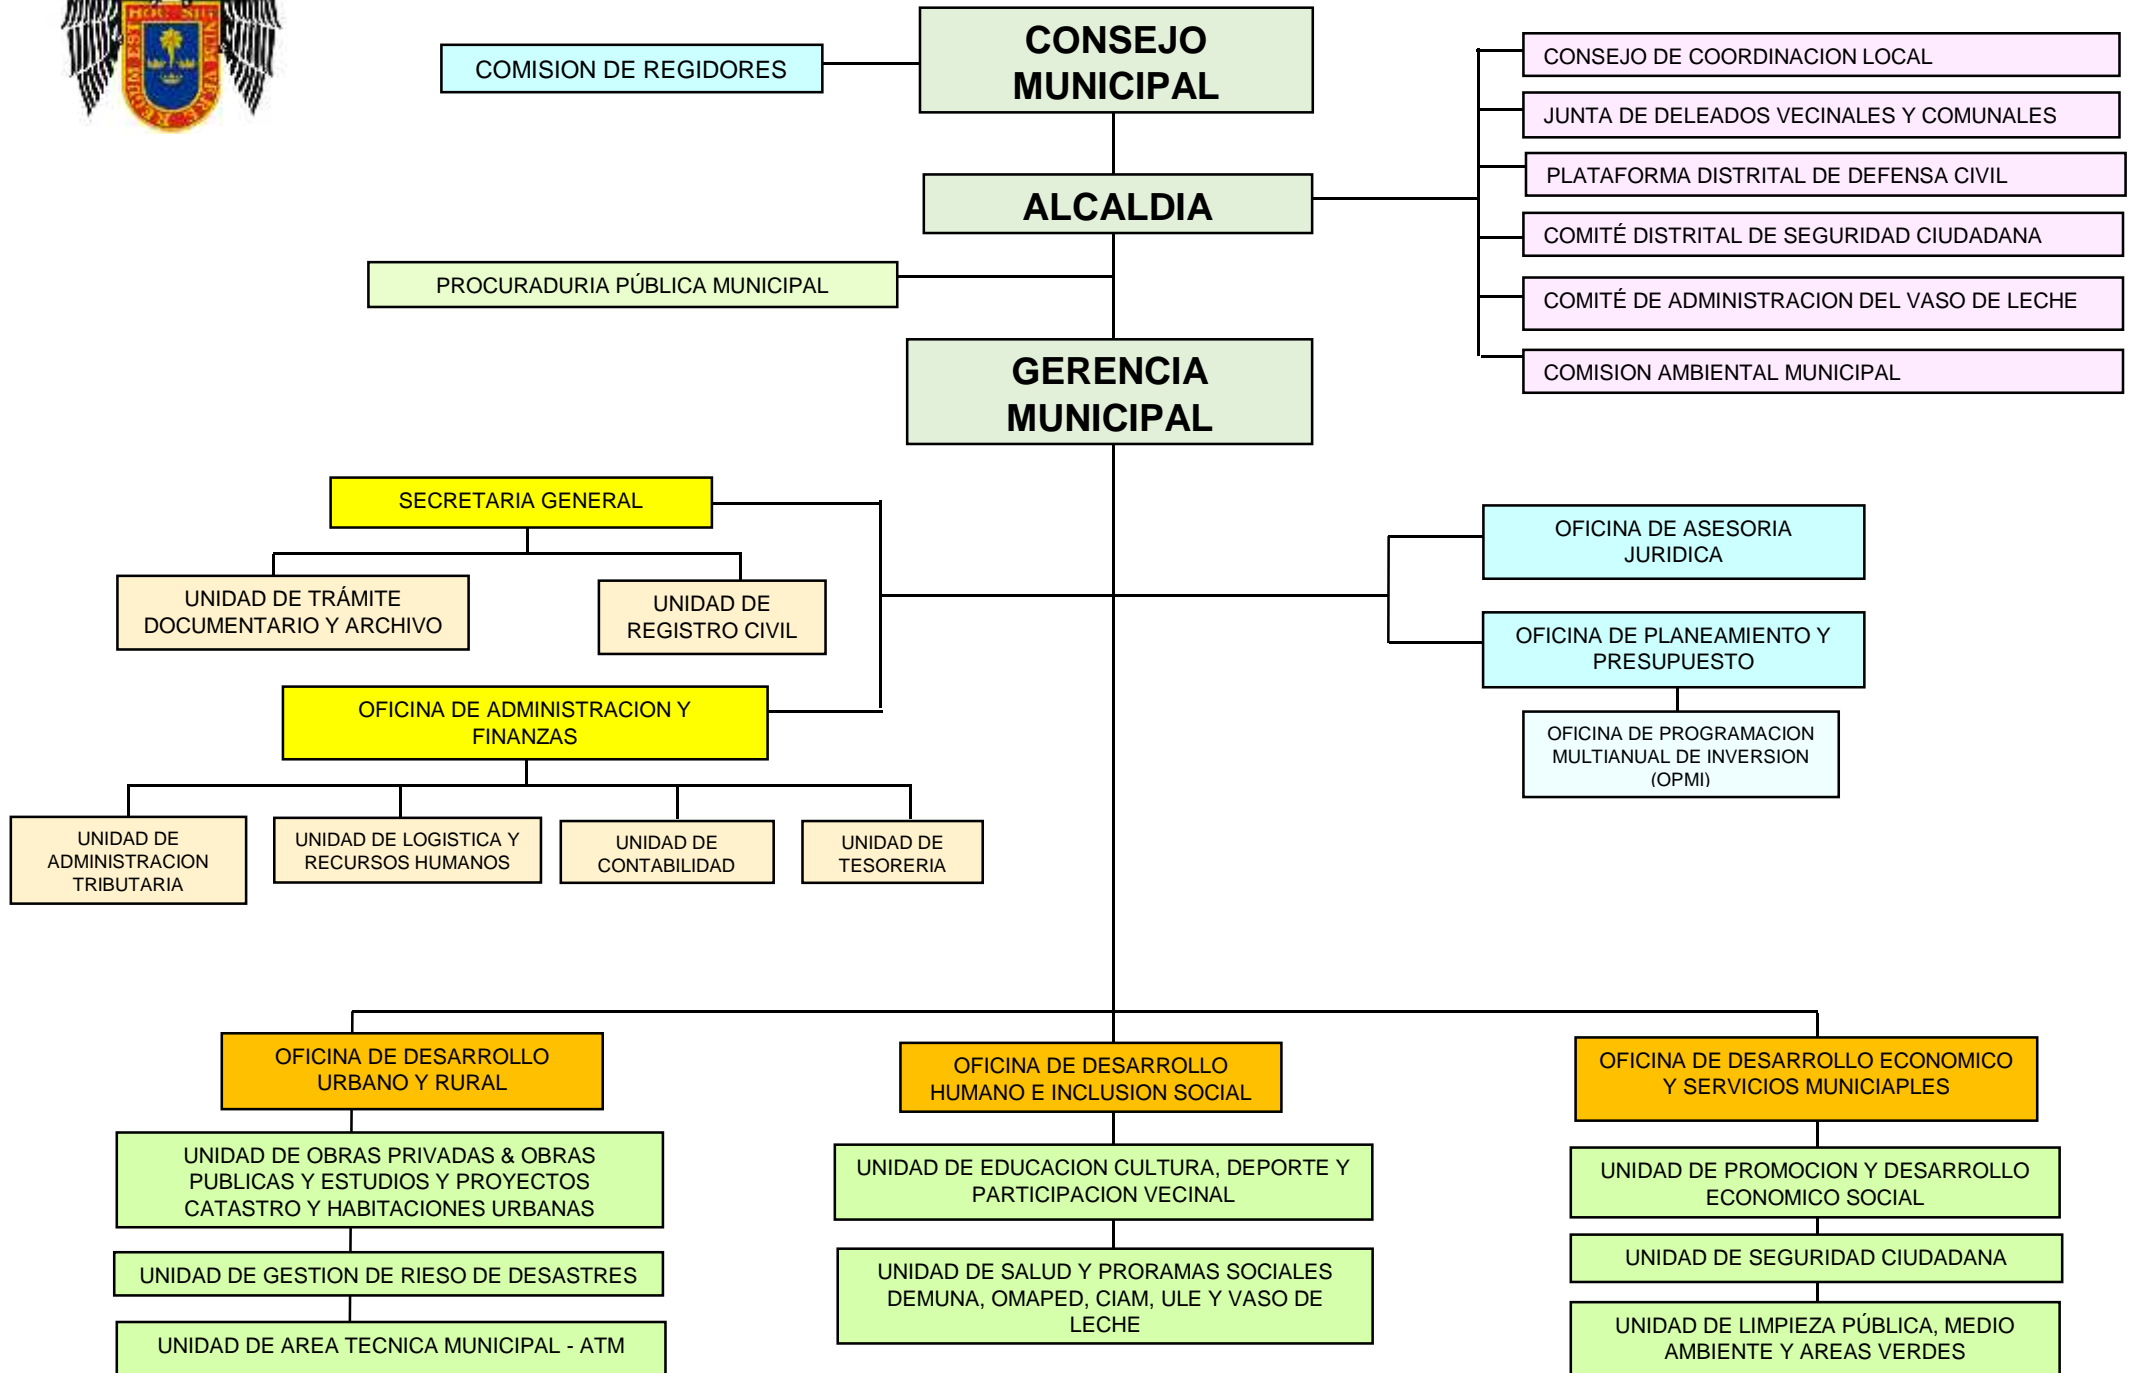 HOC SIG
CONSEJO
MUNICIPAL
COMISION DE REGIDORES
CONSEJO DE COORDINACION LOCAL
JUNTA DE DELEADOS VECINALES Y COMUNALES
PLATAFORMA DISTRITAL DE DEFENSA CIVIL
ALCALDIA
COMITÉ DISTRITAL DE SEGURIDAD CIUDADANA
PROCURADURIA PÚBLICA MUNICIPAL
COMITÉ DE ADMINISTRACION DEL VASO DE LECHE
GERENCIA
MUNICIPAL
COMISION AMBIENTAL MUNICIPAL
SECRETARIA GENERAL
OFICINA DE ASESORIA
JURIDICA
UNIDAD DE TRÁMITE
DOCUMENTARIO Y ARCHIVO
UNIDAD DE
REGISTRO CIVIL
OFICINA DE PLANEAMIENTO Y
PRESUPUESTO
OFICINA DE ADMINISTRACION Y
FINANZAS
OFICINA DE PROGRAMACION
MULTIANUAL DE INVERSION
(OPMI)
UNIDAD DE
ADMINISTRACION
TRIBUTARIA
UNIDAD DE LOGISTICA Y
RECURSOS HUMANOS
UNIDAD DE
CONTABILIDAD
UNIDAD DE
TESORERIA
OFICINA DE DESARROLLO
URBANO Y RURAL
OFICINA DE DESARROLLO
HUMANO E INCLUSION SOCIAL
OFICINA DE DESARROLLO ECONOMICO
Y SERVICIOS MUNICIAPLES
UNIDAD DE OBRAS PRIVADAS & OBRAS
PUBLICAS Y ESTUDIOS Y PROYECTOS
CATASTRO Y HABITACIONES URBANAS
UNIDAD DE EDUCACION CULTURA, DEPORTE Y
PARTICIPACION VECINAL
UNIDAD DE PROMOCION Y DESARROLLO
ECONOMICO SOCIAL
UNIDAD DE GESTION DE RIESO DE DESASTRES
UNIDAD DE SALUD Y PRORAMAS SOCIALES
DEMUNA, OMAPED, CIAM, ULE Y VASO DE
LECHE
UNIDAD DE SEGURIDAD CIUDADANA
UNIDAD DE AREA TECNICA MUNICIPAL - ATM
UNIDAD DE LIMPIEZA PÚBLICA, MEDIO
AMBIENTE Y AREAS VERDES